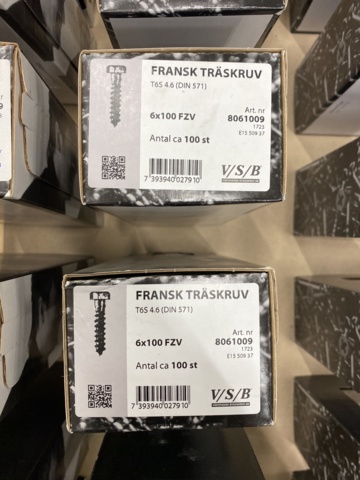 FRANSK TRÄSKRUV
T6S 4.6 (DIN 571)
Art. nr
6x100 FZV
8061009
1723
E15 509 37
Antal ca 100 st
V/S/B
7 393940 027910
FRANSK TRÄSKRUV
T6S 4.6 (DIN 571)
Art. nr
6x100 FZV
8061009
1723
E15 509 37
Antal ca 100 st
V/S/B
7 393940 027910